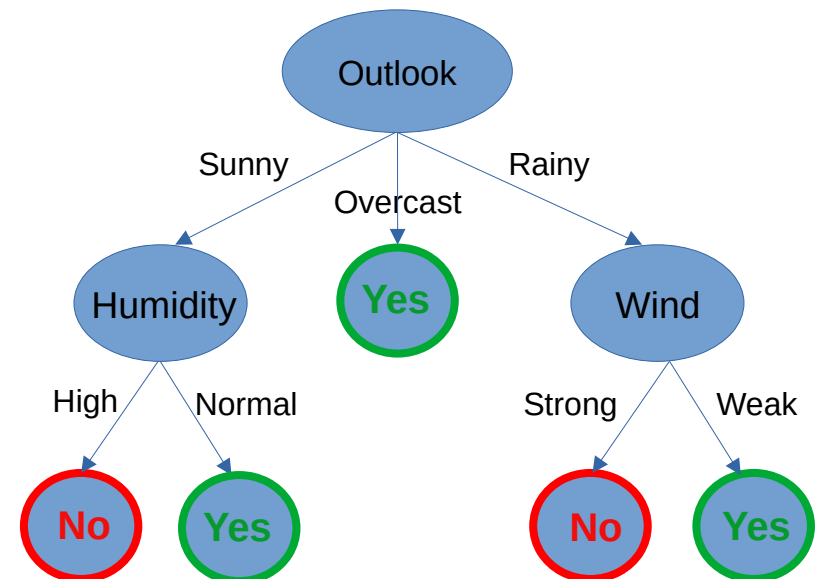 Outlook
Sunny
Overcast
Rainy
Humidity
Yes
Wind
High
Normal
Strong
Weak
No
Yes
No
Yes